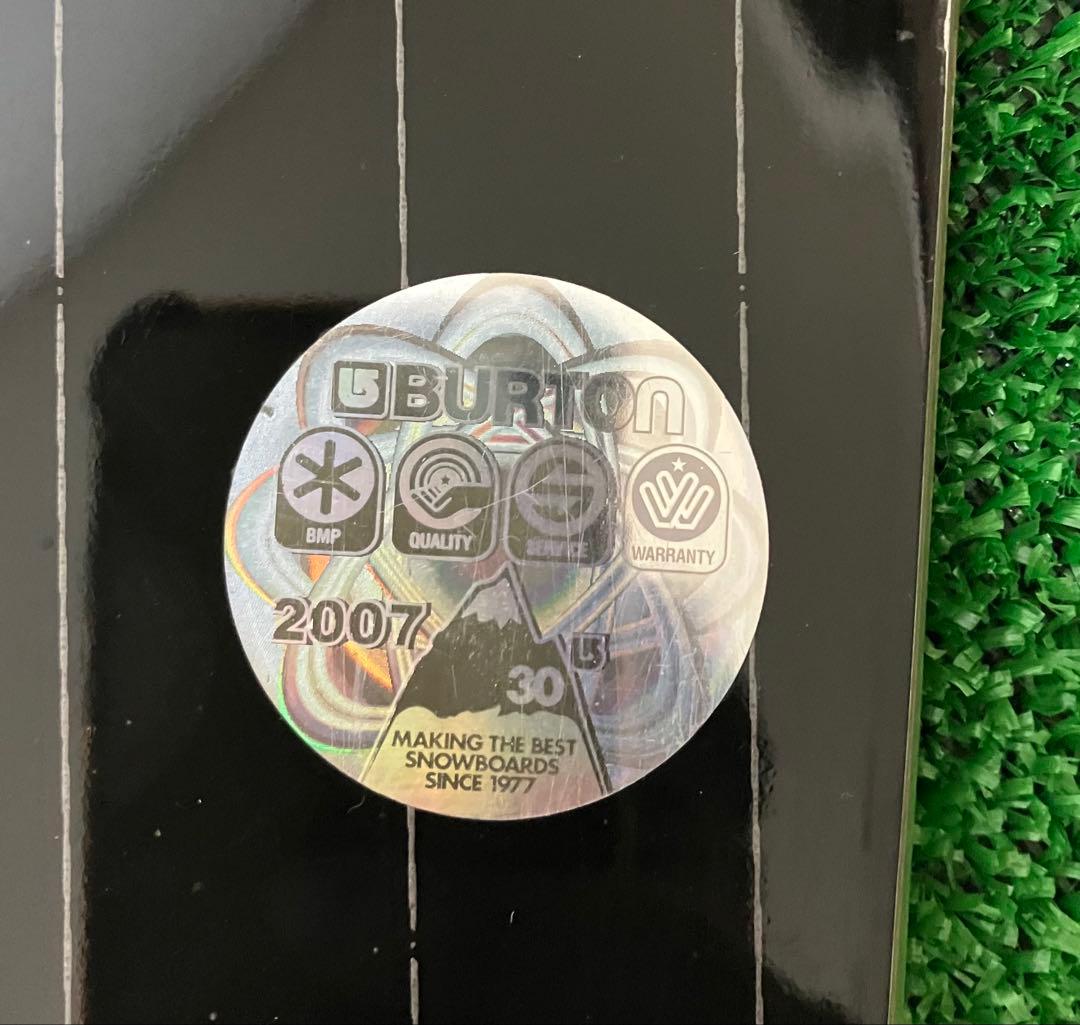 BURTON
BMP QUALITY SERVICE WARRANTY
2007
30
MAKING THE BEST
SNOWBOARDS
SINCE 1977